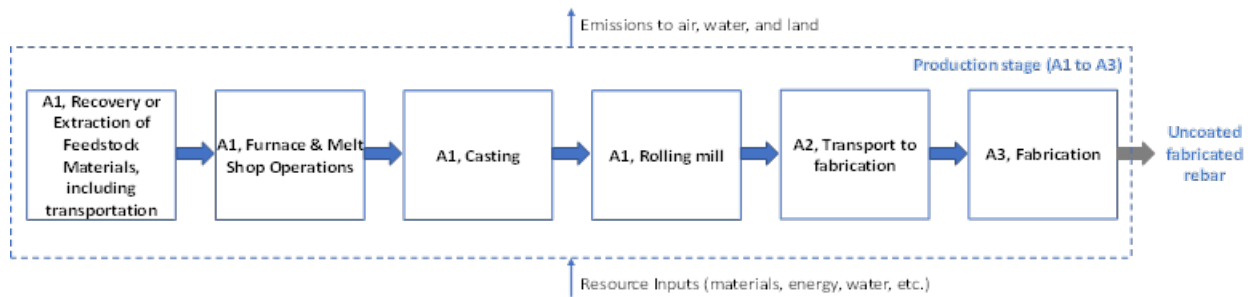 Emissions to air, water, and land
Production stage (A1 to A3)
A1, Recovery or
Extraction of
Feedstock
Materials,
including
transportation
A1, Furnace & Melt
Shop Operations
A1, Casting
A1, Rolling mill
A2, Transport to
fabrication
A3, Fabrication
Uncoated
fabricated
rebar
Resource Inputs (materials, energy, water, etc.)